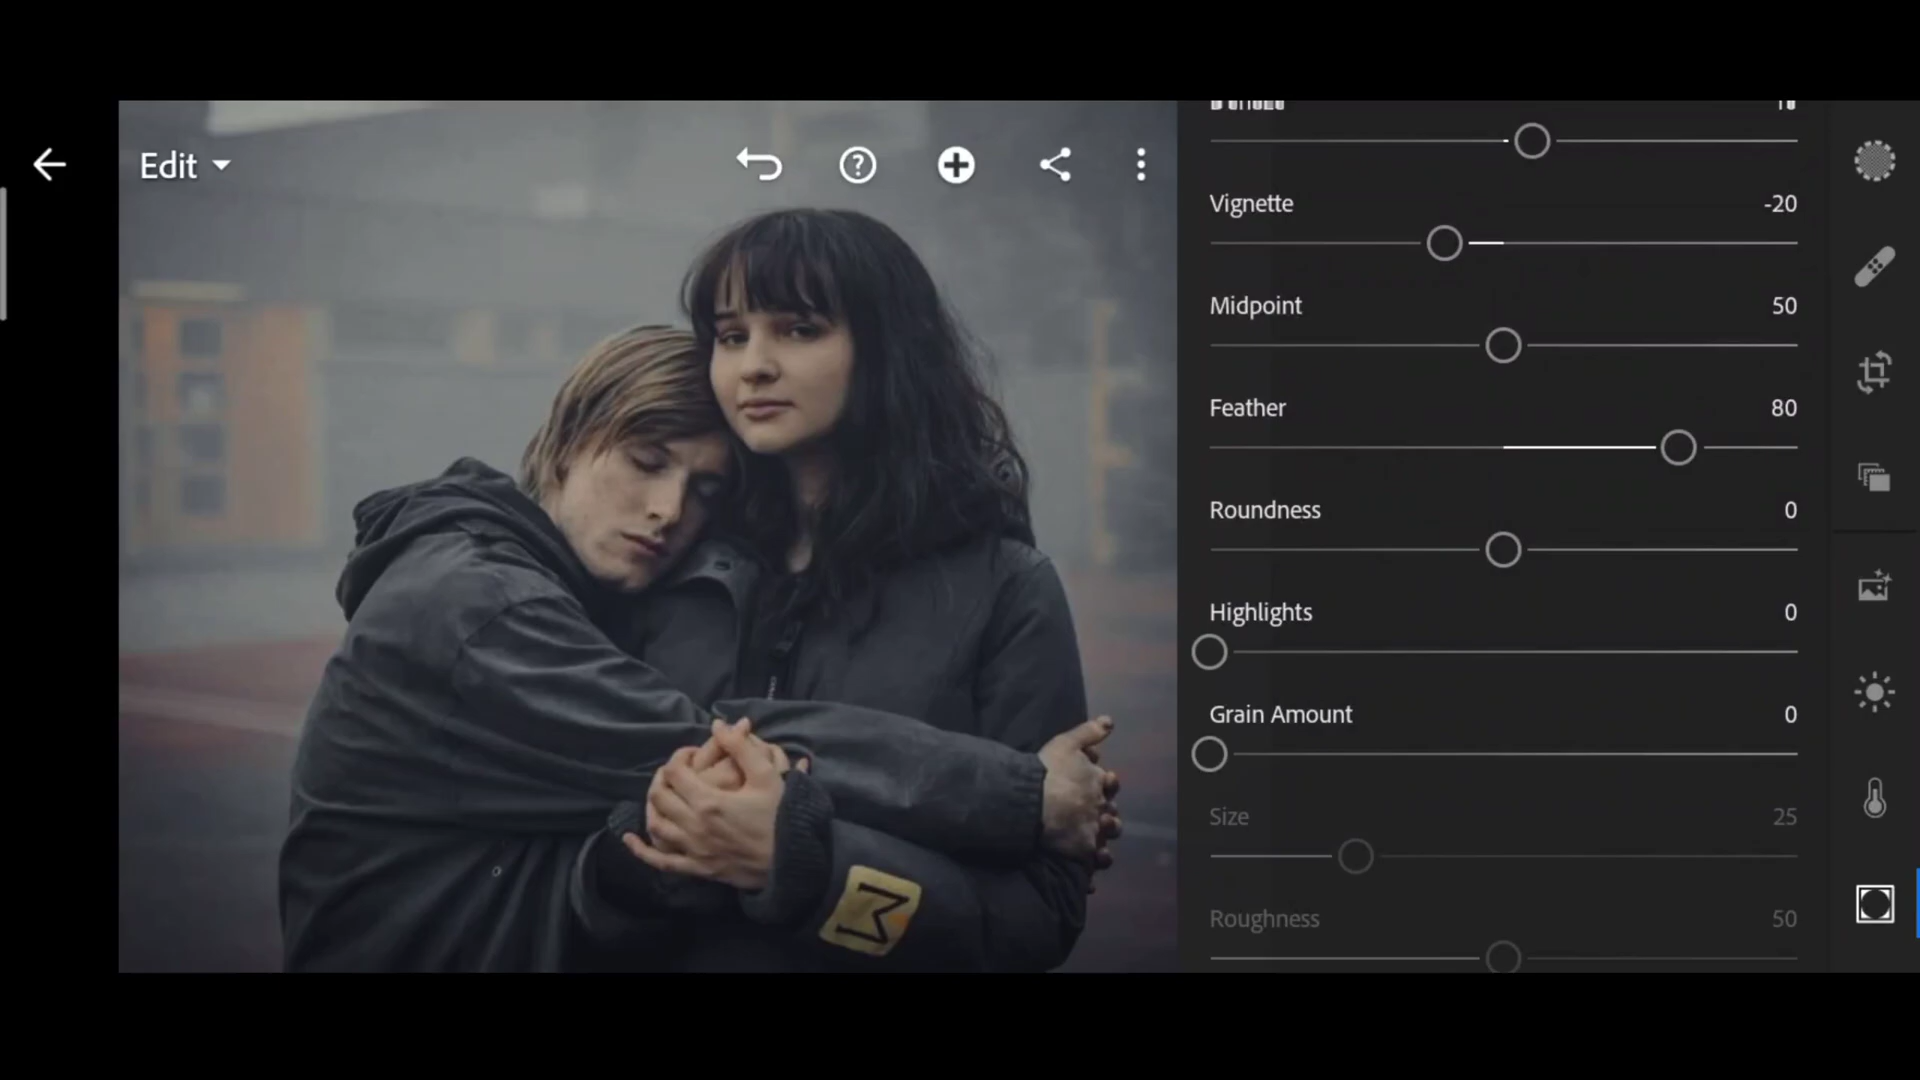 Edit
Vignette -20
Midpoint 50
Feather 80
Roundness 0
Highlights 0
Grain Amount 0
Size 25
Roughness 50